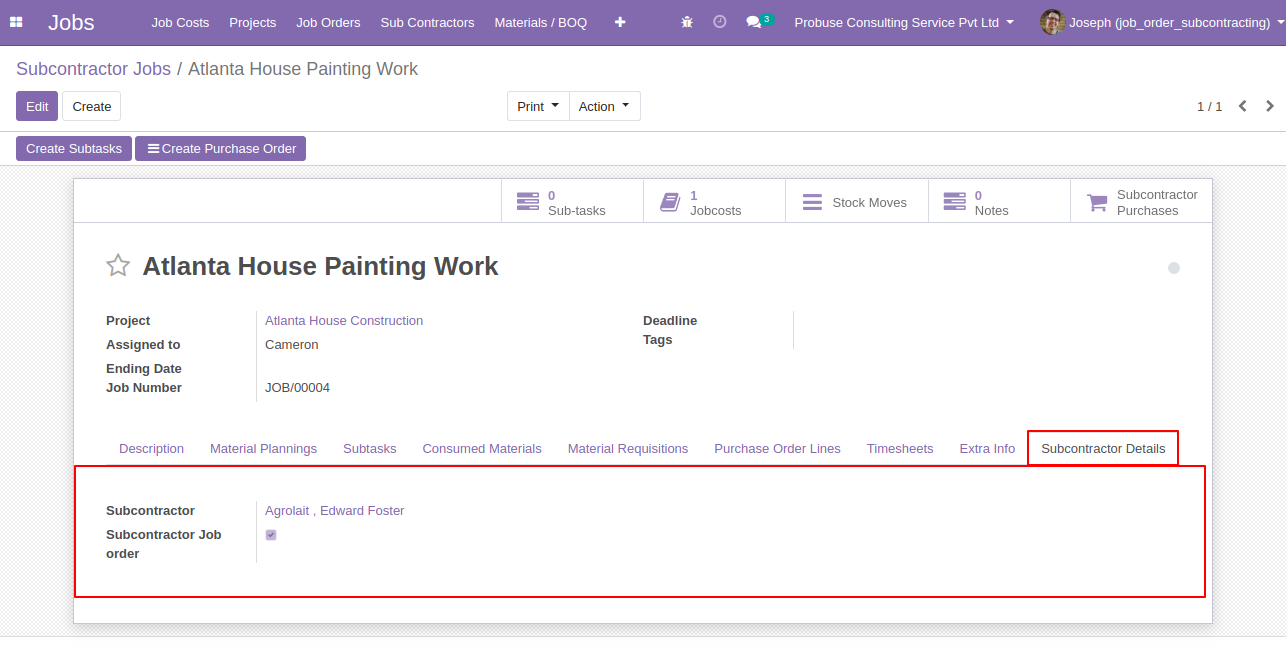 Jobs Job Costs Projects Job Orders Sub Contractors Materials / BOQ 3 Probuse Consulting Service Pvt Ltd Joseph (job_order_subcontracting)
Subcontractor Jobs / Atlanta House Painting Work
Edit Create Print Action 1 / 1
Create Subtasks Create Purchase Order
0 Sub-tasks
1 Jobcosts
Stock Moves
0 Notes
Subcontractor
Purchases
Atlanta House Painting Work
Project Atlanta House Construction
Assigned to Cameron
Ending Date
Job Number JOB/00004
Deadline
Tags
Description Material Plannings Subtasks Consumed Materials Material Requisitions Purchase Order Lines Timesheets Extra Info Subcontractor Details
Subcontractor Agrolait , Edward Foster
Subcontractor Job
order